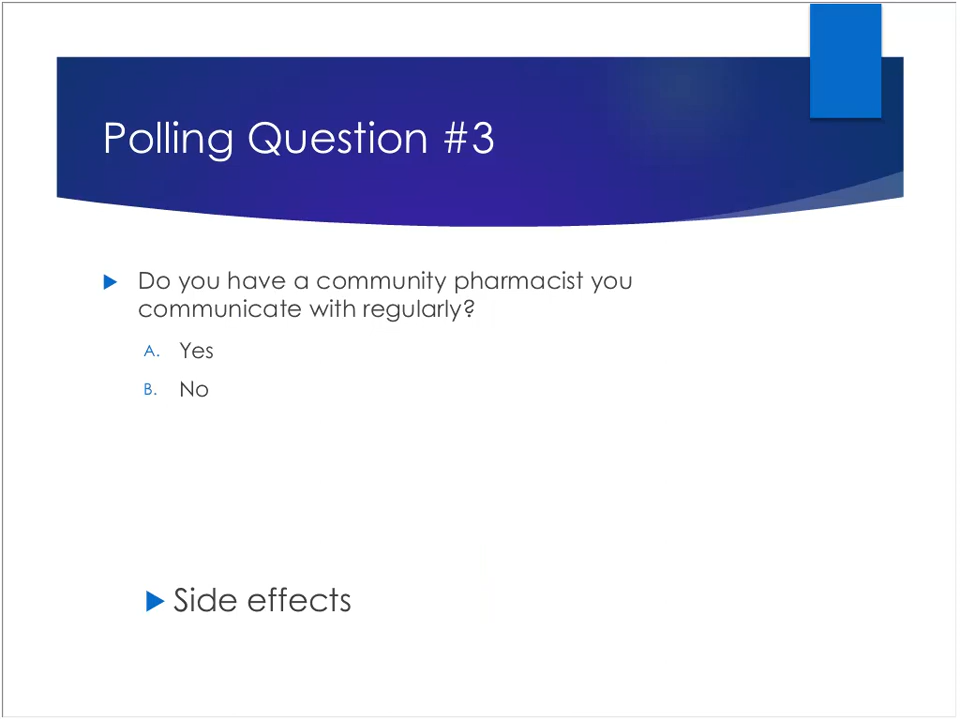 Polling Question #3
Do you have a community pharmacist you
communicate with regularly?
A. Yes
B. No
Side effects